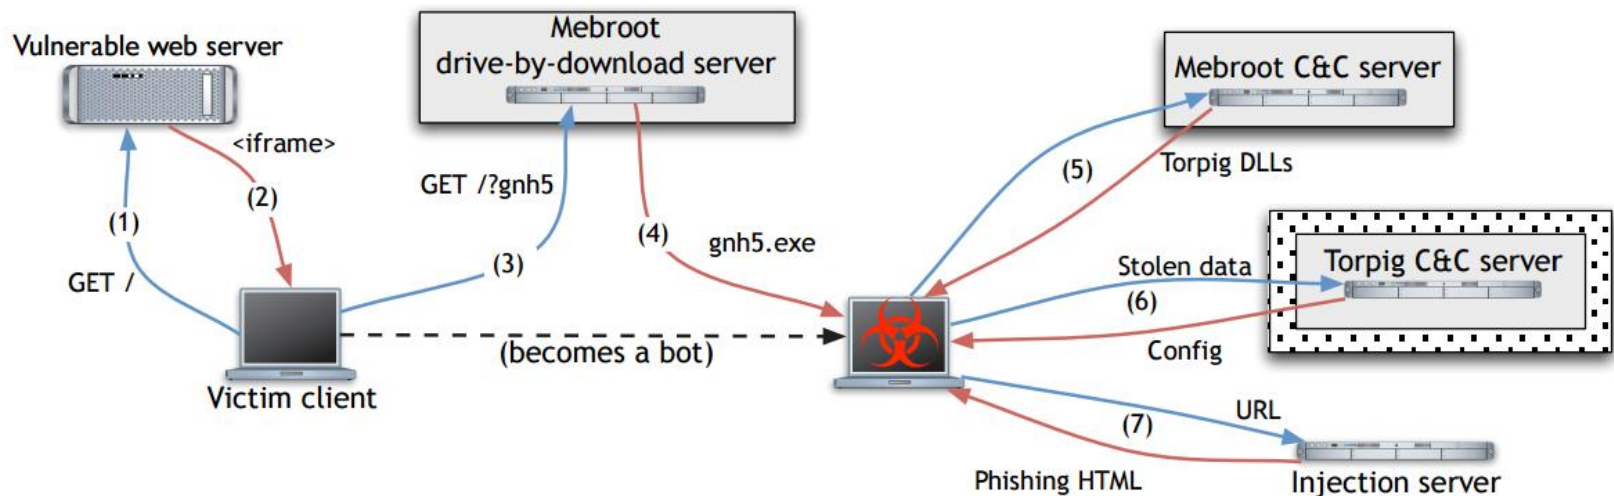 Vulnerable web server
<iframe>
(1)
(2)
GET /
Victim client
Mebroot
drive-by-download server
GET /?gnh5
(3)
(4)
gnh5.exe
(becomes a bot)
Mebroot C&C server
(5)
Torpig DLLs
Torpig C&C server
Stolen data
(6)
Config
URL
(7)
Phishing HTML
Injection server